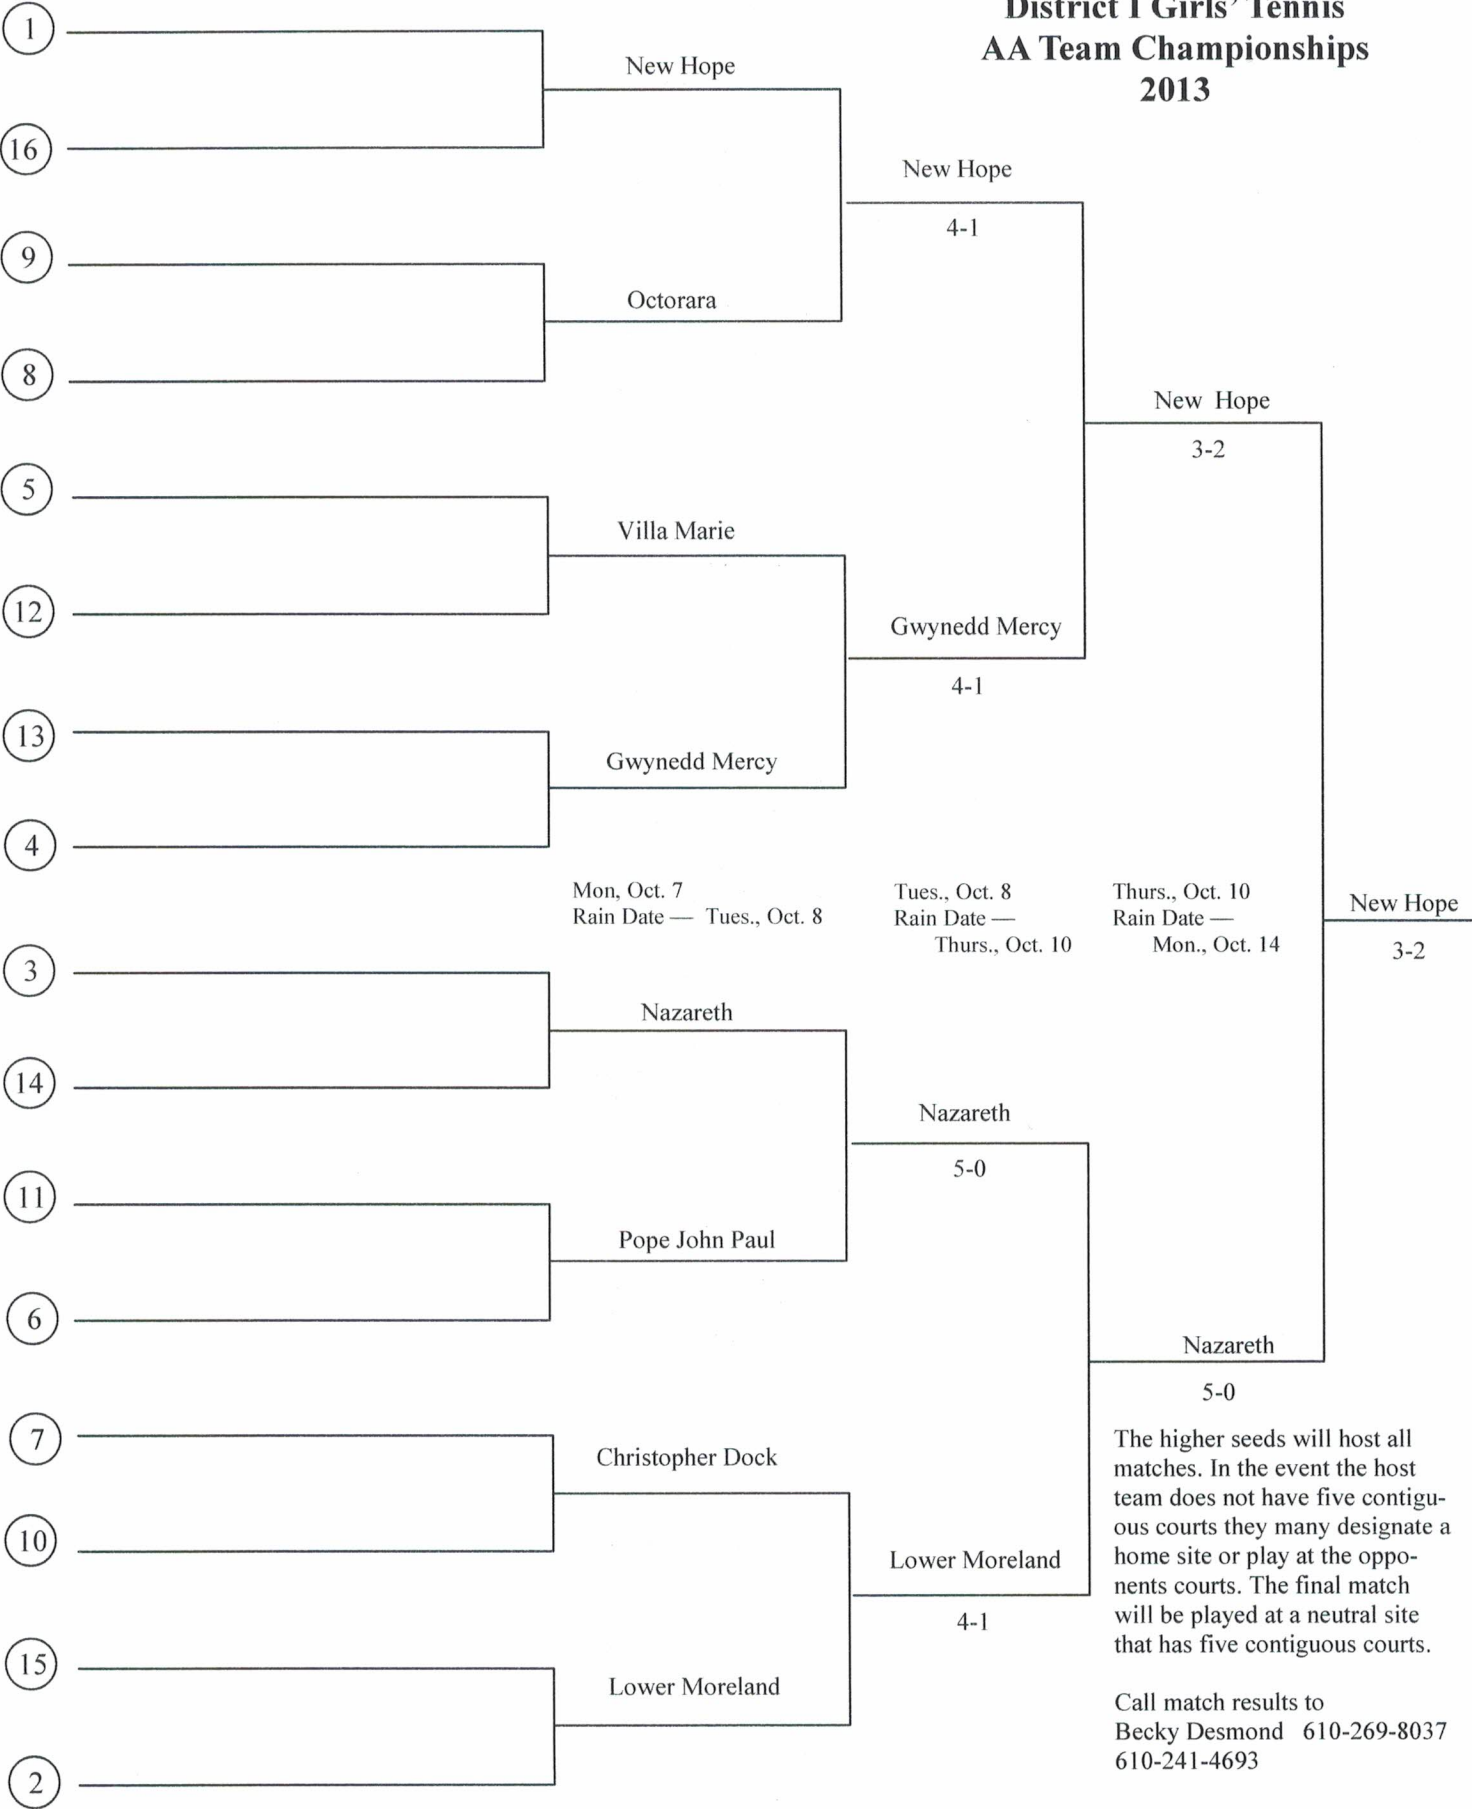 District I Girls' Tennis
AA Team Championships
2013
1
New Hope
16
New Hope
4-1
9
Octorara
8
New Hope
3-2
5
Villa Marie
12
Gwynedd Mercy
4-1
13
Gwynedd Mercy
4
Mon, Oct. 7
Rain Date — Tues., Oct. 8
Tues., Oct. 8
Rain Date —
Thurs., Oct. 10
Thurs., Oct. 10
Rain Date —
Mon., Oct. 14
New Hope
3-2
3
Nazareth
14
Nazareth
5-0
11
Pope John Paul
6
Nazareth
5-0
7
Christopher Dock
10
Lower Moreland
4-1
15
Lower Moreland
2
The higher seeds will host all
matches. In the event the host
team does not have five contigu-
ous courts they many designate a
home site or play at the oppo-
nents courts. The final match
will be played at a neutral site
that has five contiguous courts.
Call match results to
Becky Desmond 610-269-8037
610-241-4693